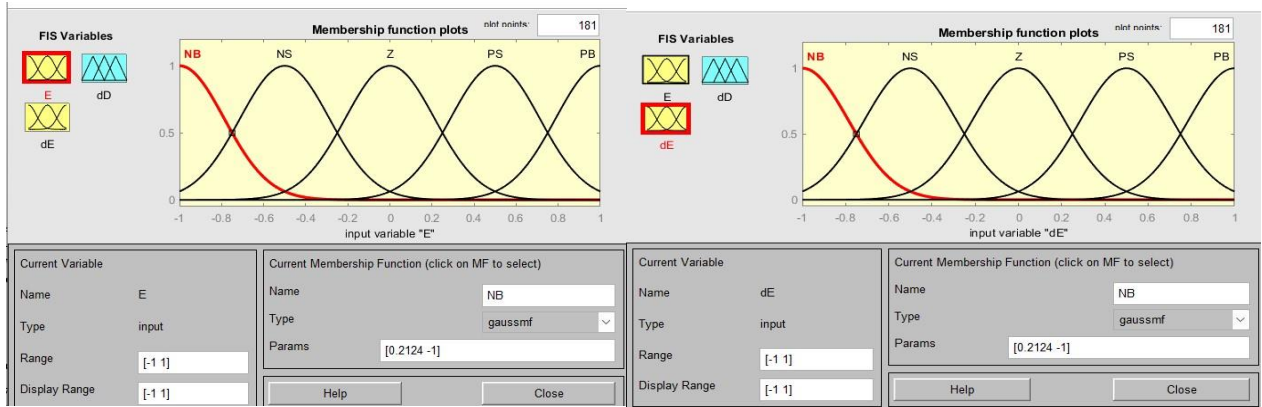 FIS Variables
Membership function plots
plot points:
181
E
dD
dE
NB
NS
Z
PS
PB
1
0.5
0
-1
-0.8
-0.6
-0.4
-0.2
0
0.2
0.4
0.6
0.8
1
input variable "E"
Current Variable
Name
E
Type
input
Range
[-1 1]
Display Range
[-1 1]
Current Membership Function (click on MF to select)
Name
NB
Type
gaussmf
Params
[0.2124 -1]
Help
Close
FIS Variables
Membership function plots
plot points:
181
E
dD
dE
NB
NS
Z
PS
PB
1
0.5
0
-1
-0.8
-0.6
-0.4
-0.2
0
0.2
0.4
0.6
0.8
1
input variable "dE"
Current Variable
Name
dE
Type
input
Range
[-1 1]
Display Range
[-1 1]
Current Membership Function (click on MF to select)
Name
NB
Type
gaussmf
Params
[0.2124 -1]
Help
Close